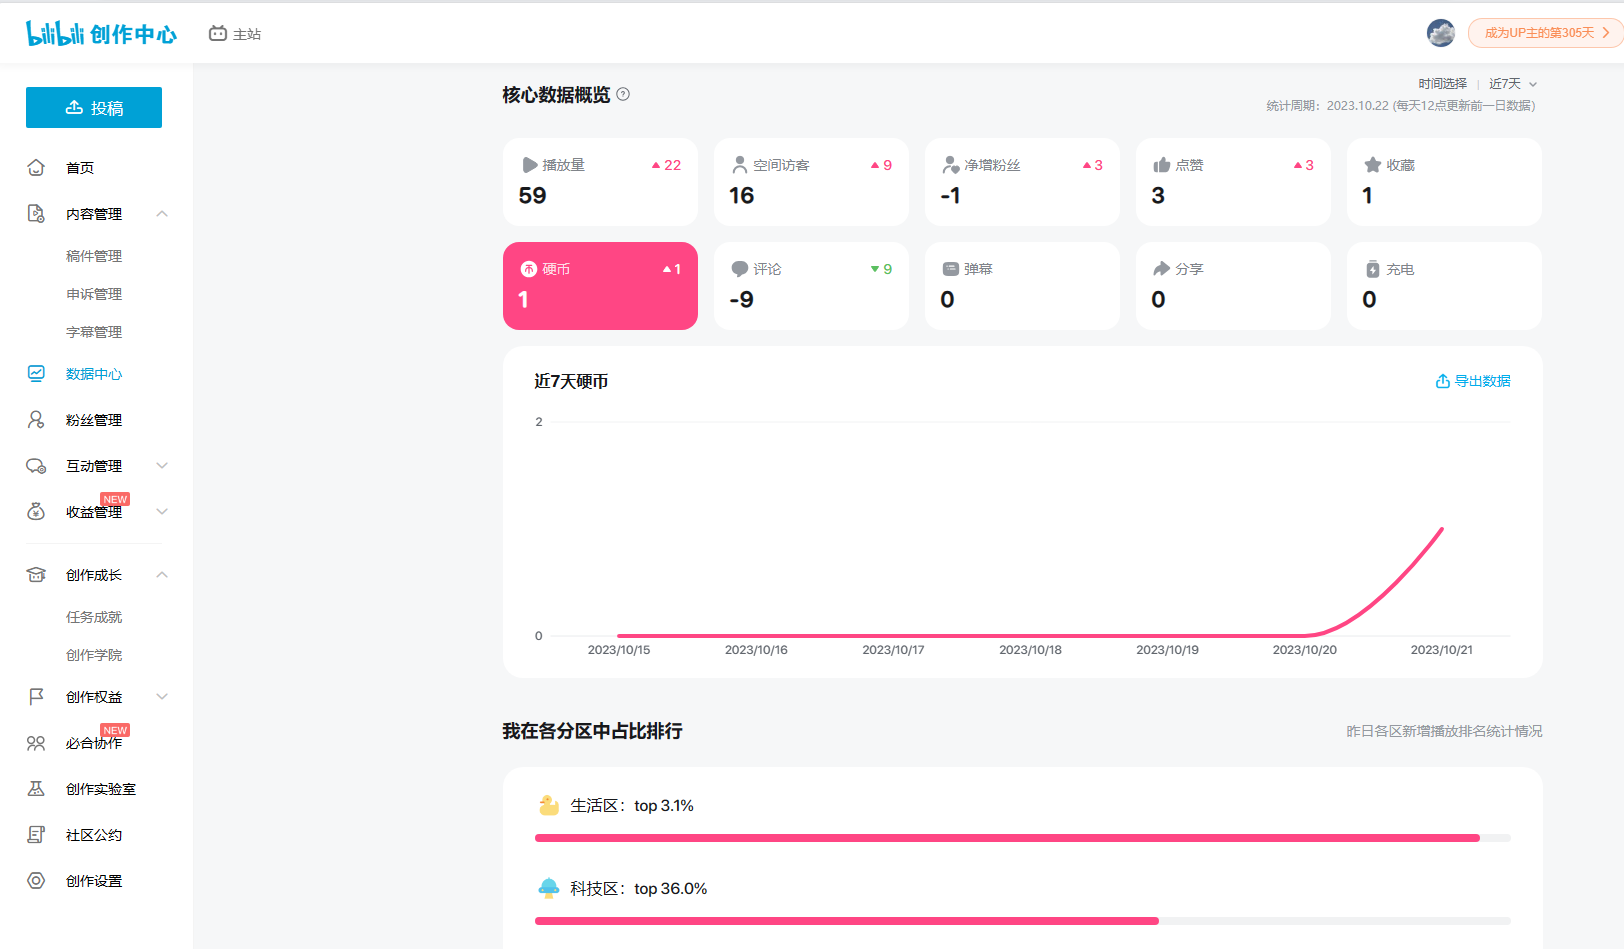 bilibili 创作中心
主站
成为UP主的第305天
投稿
首页
内容管理
稿件管理
申诉管理
字幕管理
数据中心
粉丝管理
互动管理
收益管理 NEW
创作成长
任务成就
创作学院
创作权益
必合协作 NEW
创作实验室
社区公约
创作设置
核心数据概览
时间选择 | 近7天
统计周期：2023.10.22 (每天12点更新前一日数据)
播放量 22
59
空间访客 9
16
净增粉丝 3
-1
点赞 3
3
收藏
1
硬币 1
1
评论 9
-9
弹幕
0
分享
0
充电
0
近7天硬币
导出数据
2
0
2023/10/15 2023/10/16 2023/10/17 2023/10/18 2023/10/19 2023/10/20 2023/10/21
我在各分区中占比排行
昨日各区新增播放排名统计情况
生活区：top 3.1%
科技区：top 36.0%